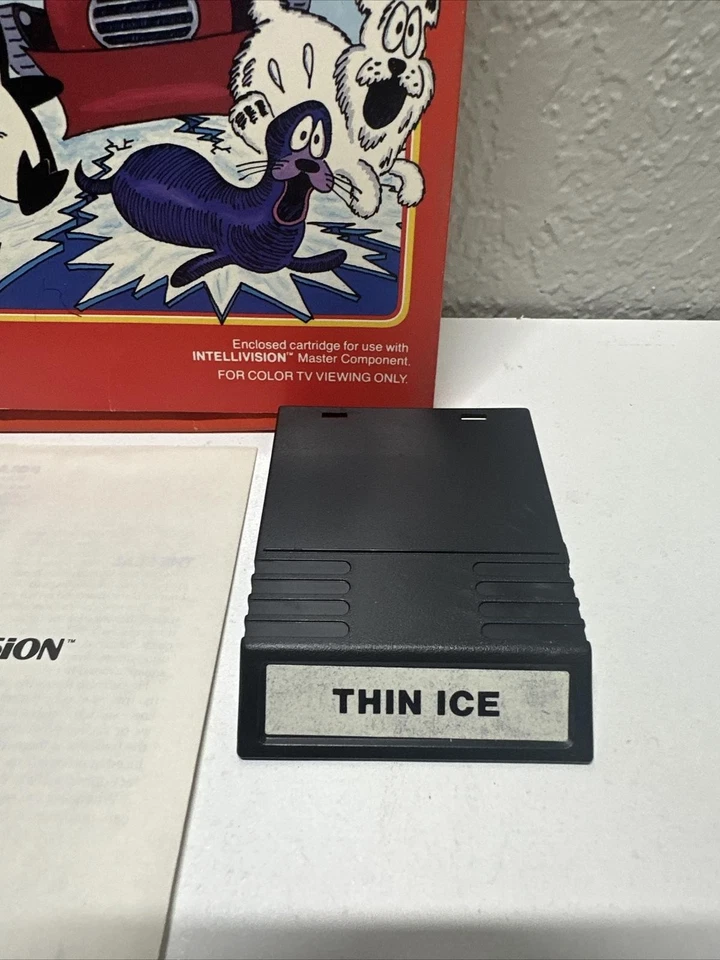 Enclosed cartridge for use with
INTELLIVISION™ Master Component.
FOR COLOR TV VIEWING ONLY.
THIN ICE